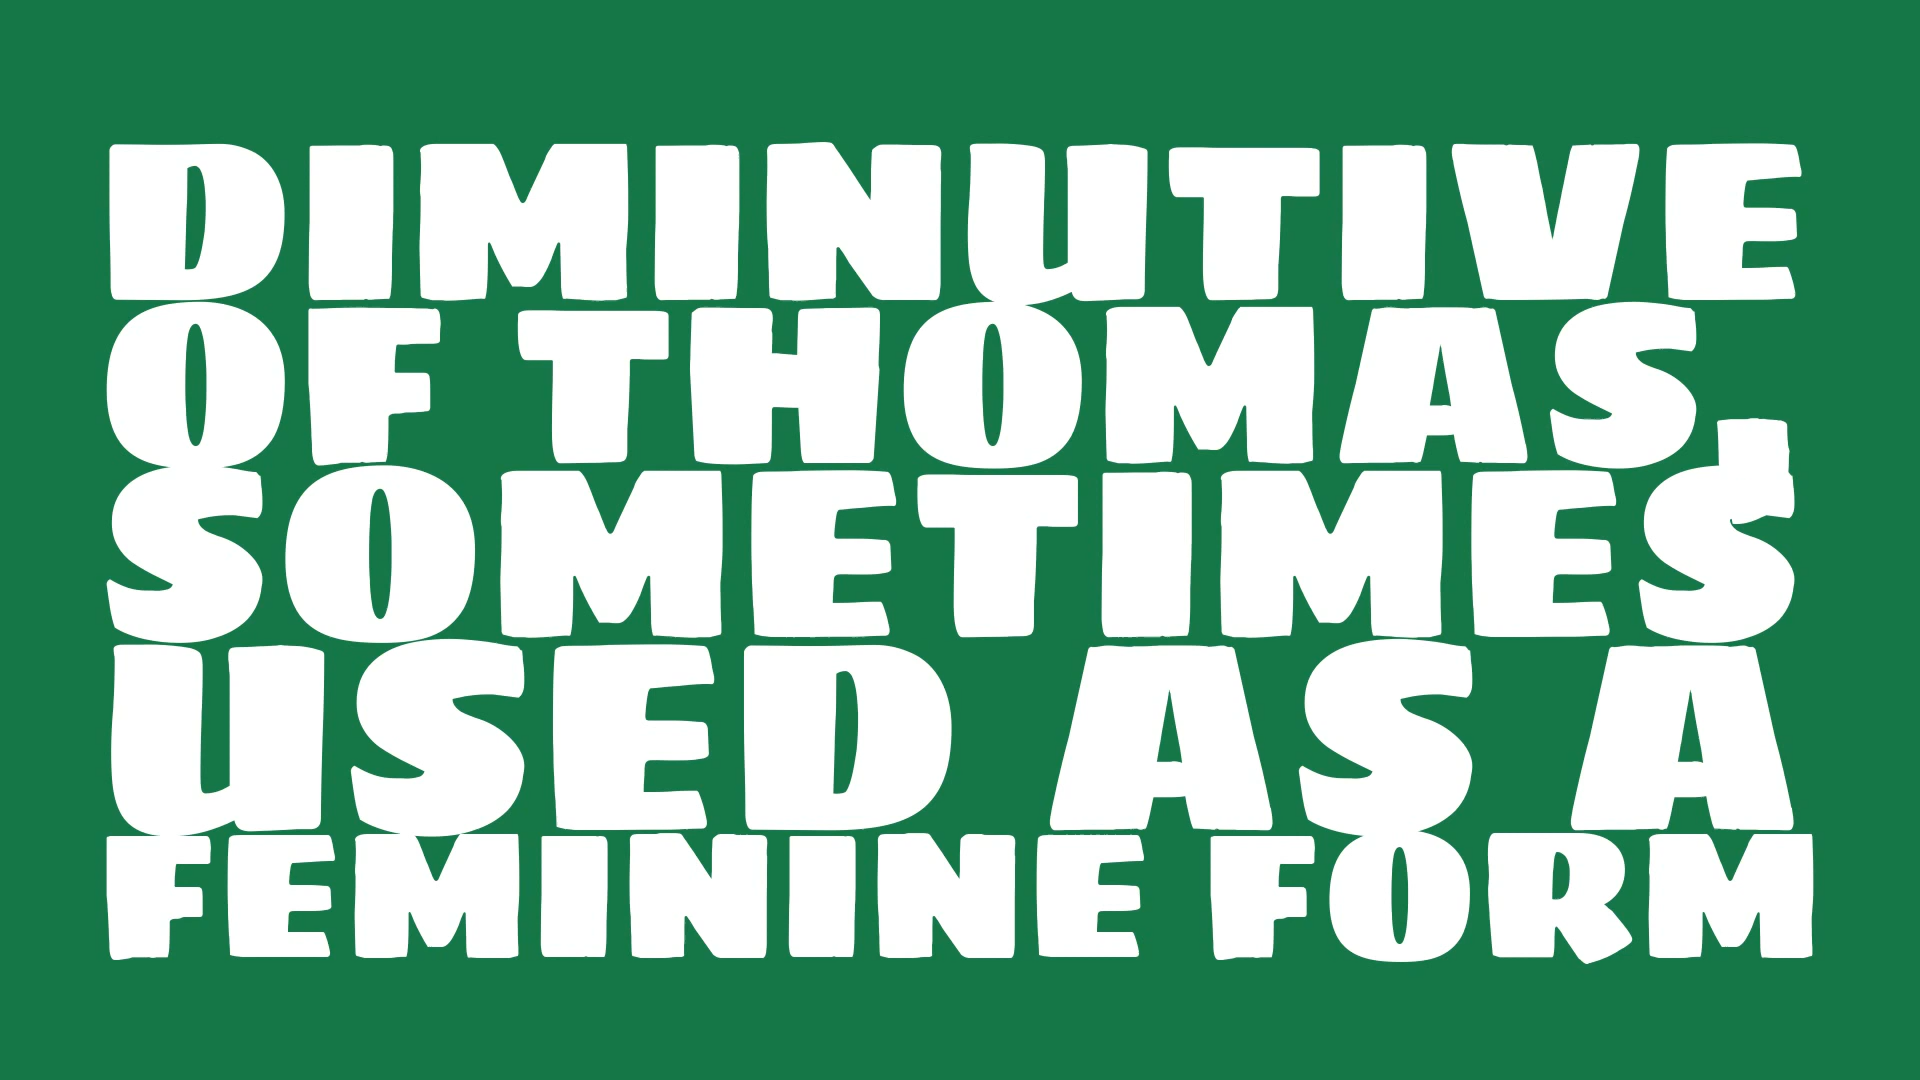 DIMINUTIVE
OF THOMAS,
SOMETIMES
USED AS A
FEMININE FORM